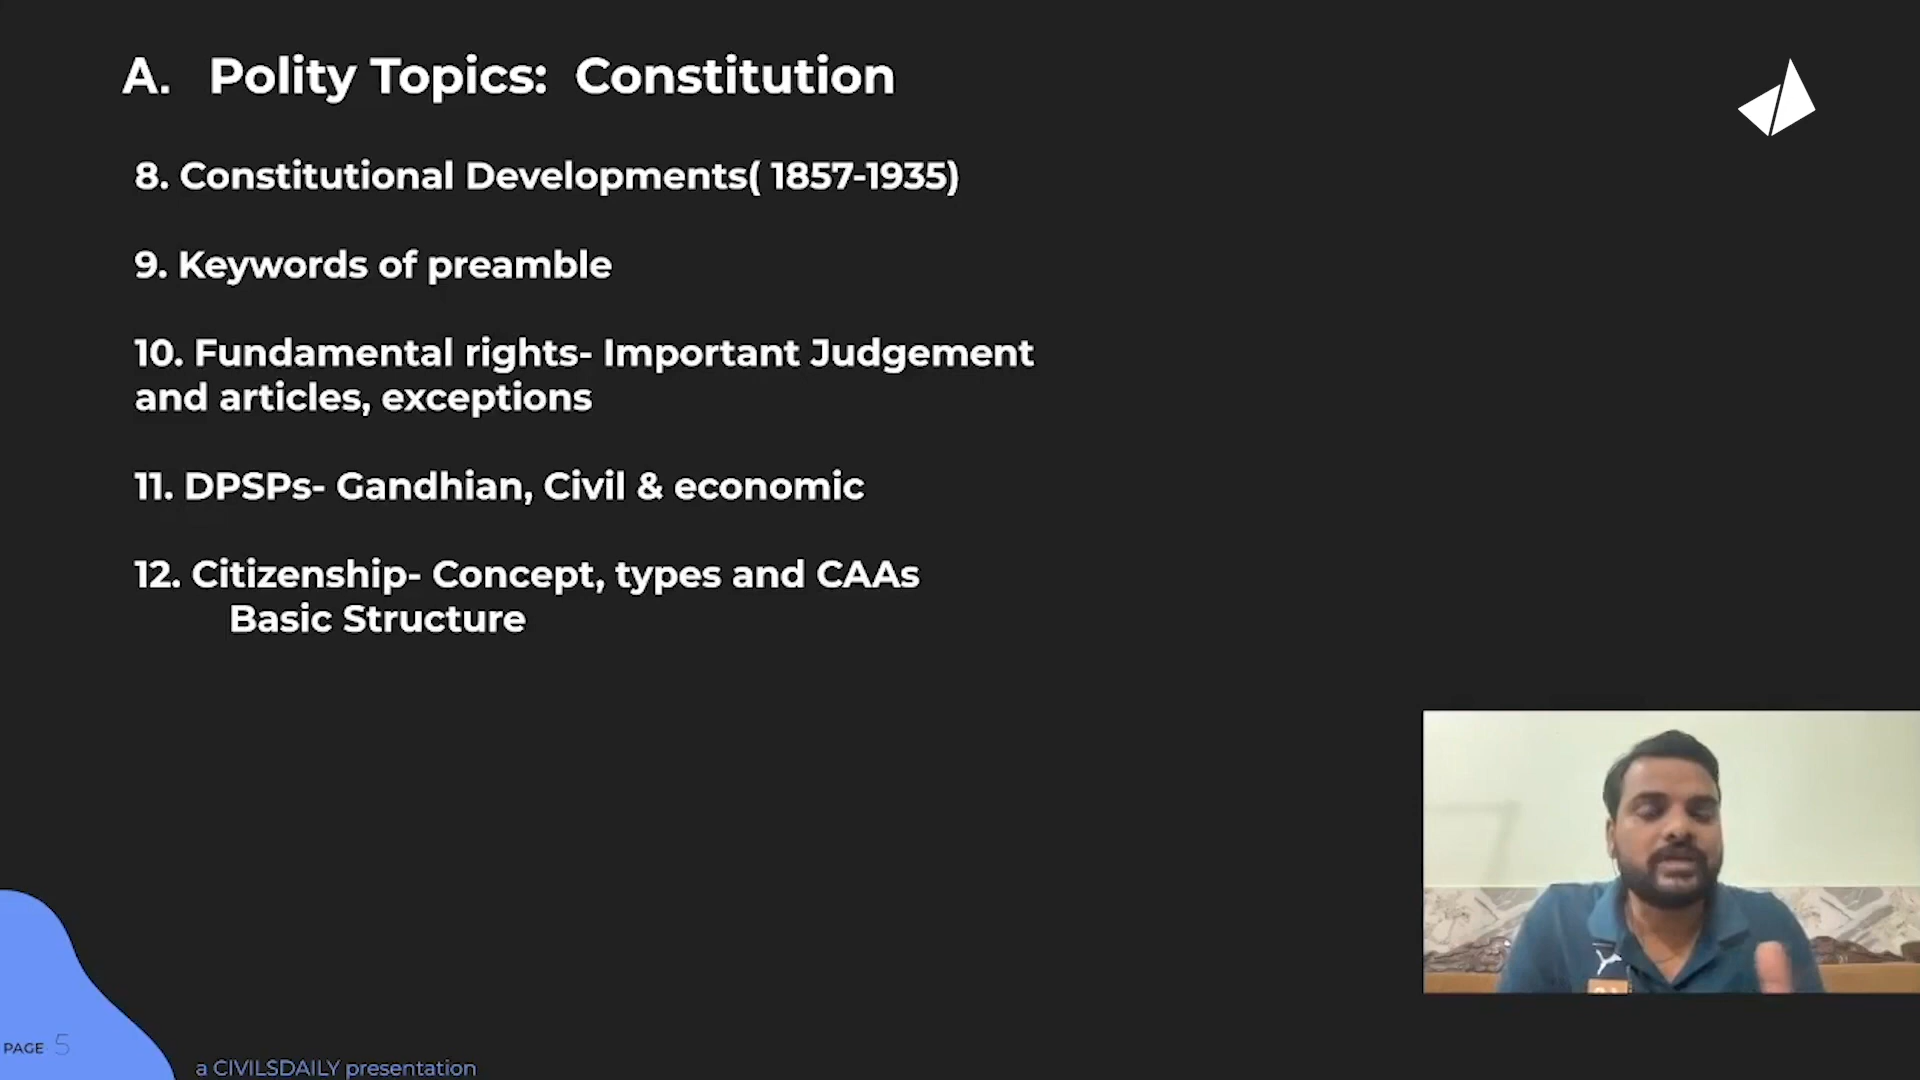 A. Polity Topics: Constitution
8. Constitutional Developments( 1857-1935)
9. Keywords of preamble
10. Fundamental rights- Important Judgement
and articles, exceptions
11. DPSPs- Gandhian, Civil & economic
12. Citizenship- Concept, types and CAAs
Basic Structure
PAGE 5
a CIVILSDAILY presentation